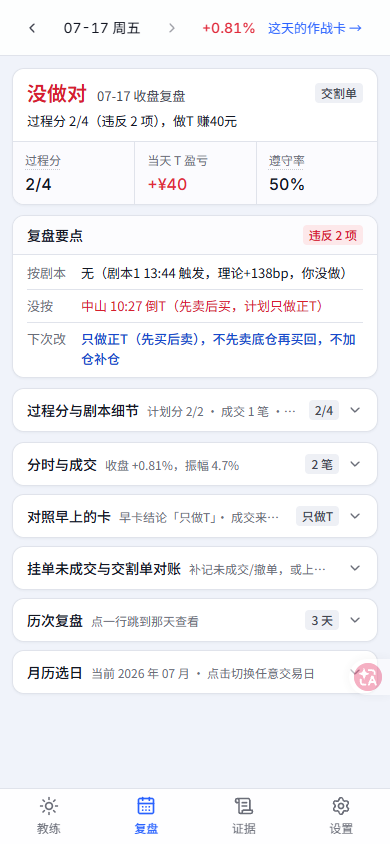 07-17 周五
+0.81%
这天的作战卡 →
没做对 07-17 收盘复盘
交割单
过程分 2/4（违反 2 项），做T 赚40元
过程分
当天 T 盈亏
遵守率
2/4
+¥40
50%
复盘要点
违反 2 项
按剧本 无（剧本1 13:44 触发，理论+138bp，你没做）
没按 中山 10:27 倒T（先卖后买，计划只做正T）
下次改 只做正T（先买后卖），不先卖底仓再买回，不加
仓补仓
过程分与剧本细节 计划分 2/2 · 成交 1 笔 · ⋯ 2/4
分时与成交 收盘 +0.81%，振幅 4.7% 2 笔
对照早上的卡 早卡结论「只做T」· 成交来⋯ 只做T
挂单未成交与交割单对账 补记未成交/撤单，或上⋯
历次复盘 点一行跳到那天查看 3 天
月历选日 当前 2026 年 07 月 · 点击切换任意交易日
教练
复盘
证据
设置